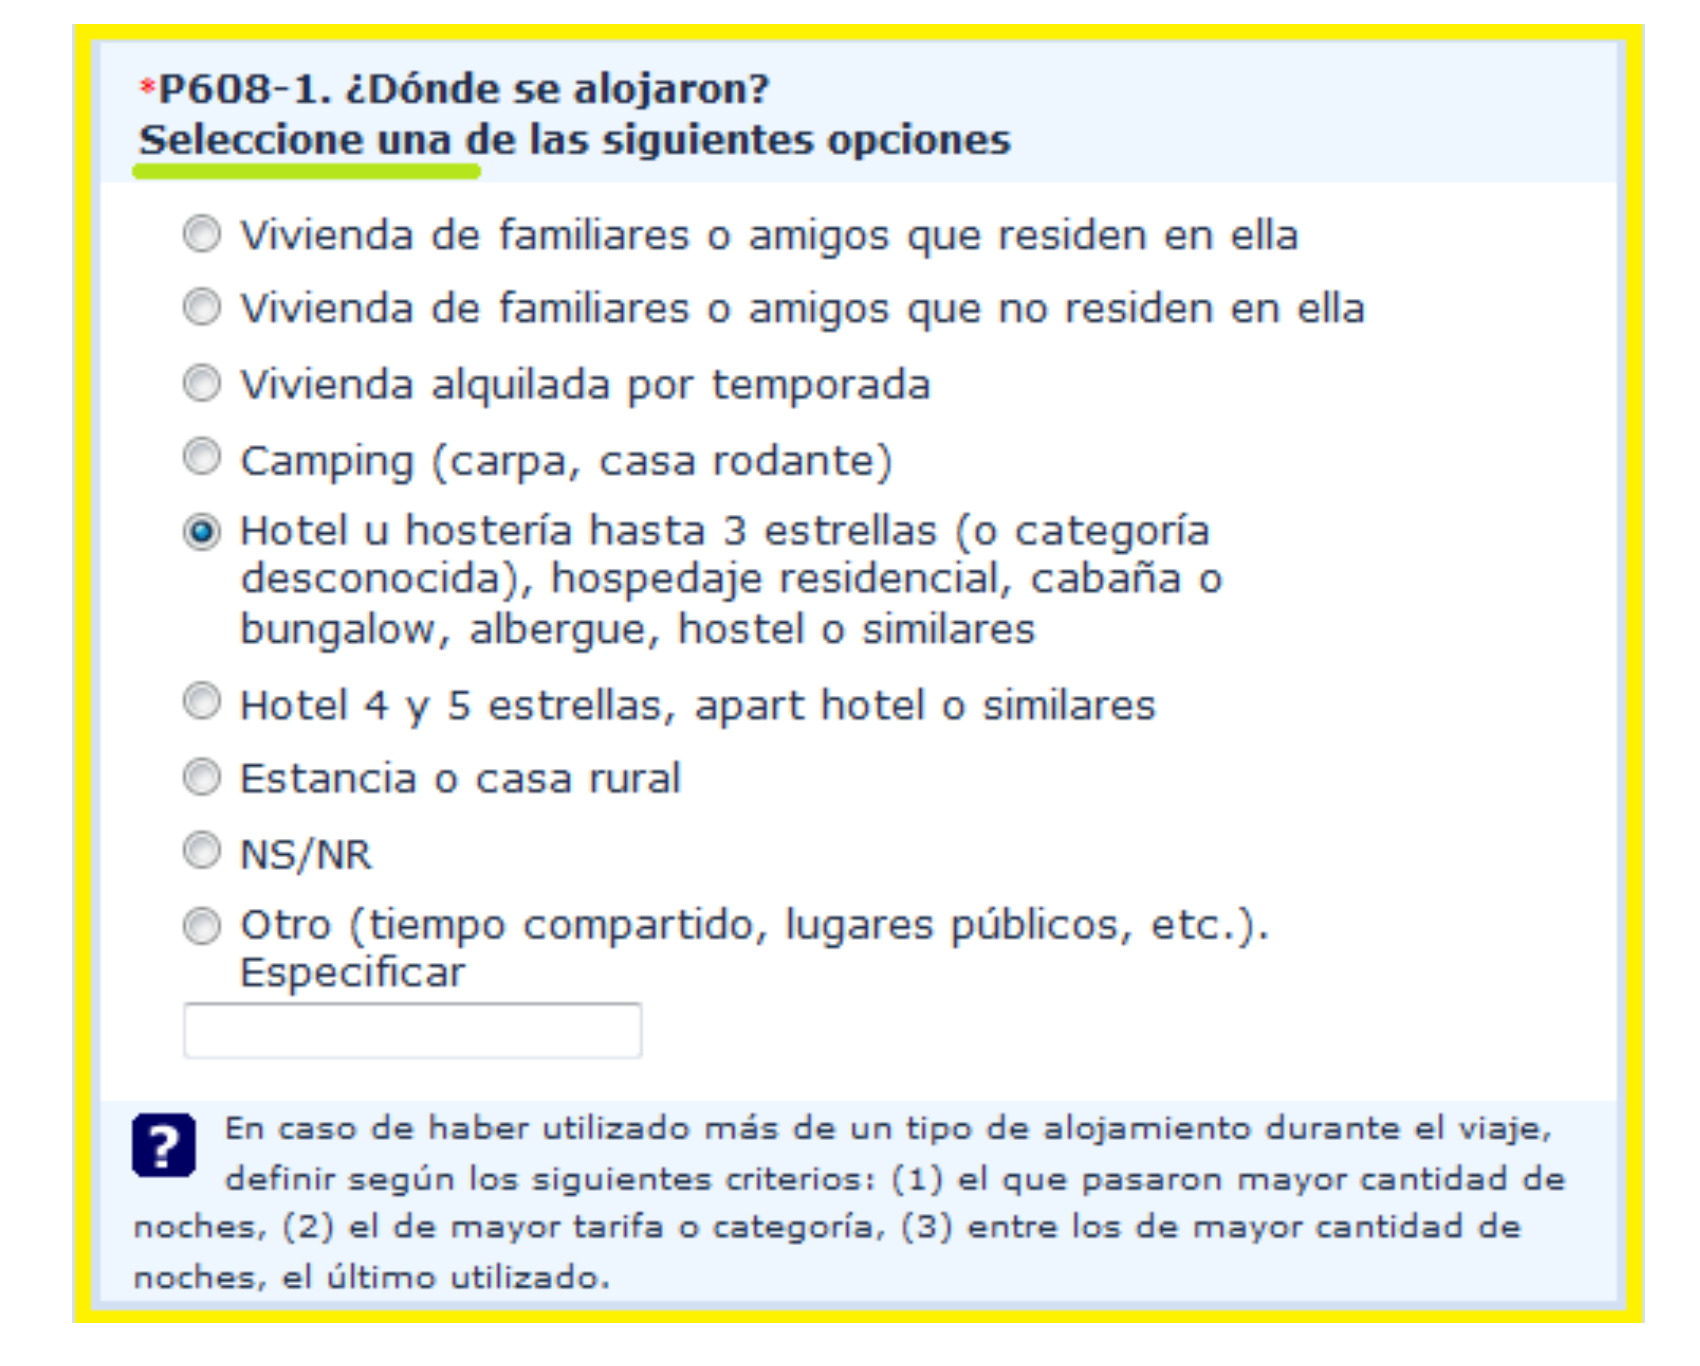 *P608-1. ¿Dónde se alojaron?
Seleccione una de las siguientes opciones
Vivienda de familiares o amigos que residen en ella
Vivienda de familiares o amigos que no residen en ella
Vivienda alquilada por temporada
Camping (carpa, casa rodante)
Hotel u hostería hasta 3 estrellas (o categoría
desconocida), hospedaje residencial, cabaña o
bungalow, albergue, hostel o similares
Hotel 4 y 5 estrellas, apart hotel o similares
Estancia o casa rural
NS/NR
Otro (tiempo compartido, lugares públicos, etc.).
Especificar
? En caso de haber utilizado más de un tipo de alojamiento durante el viaje,
definir según los siguientes criterios: (1) el que pasaron mayor cantidad de
noches, (2) el de mayor tarifa o categoría, (3) entre los de mayor cantidad de
noches, el último utilizado.